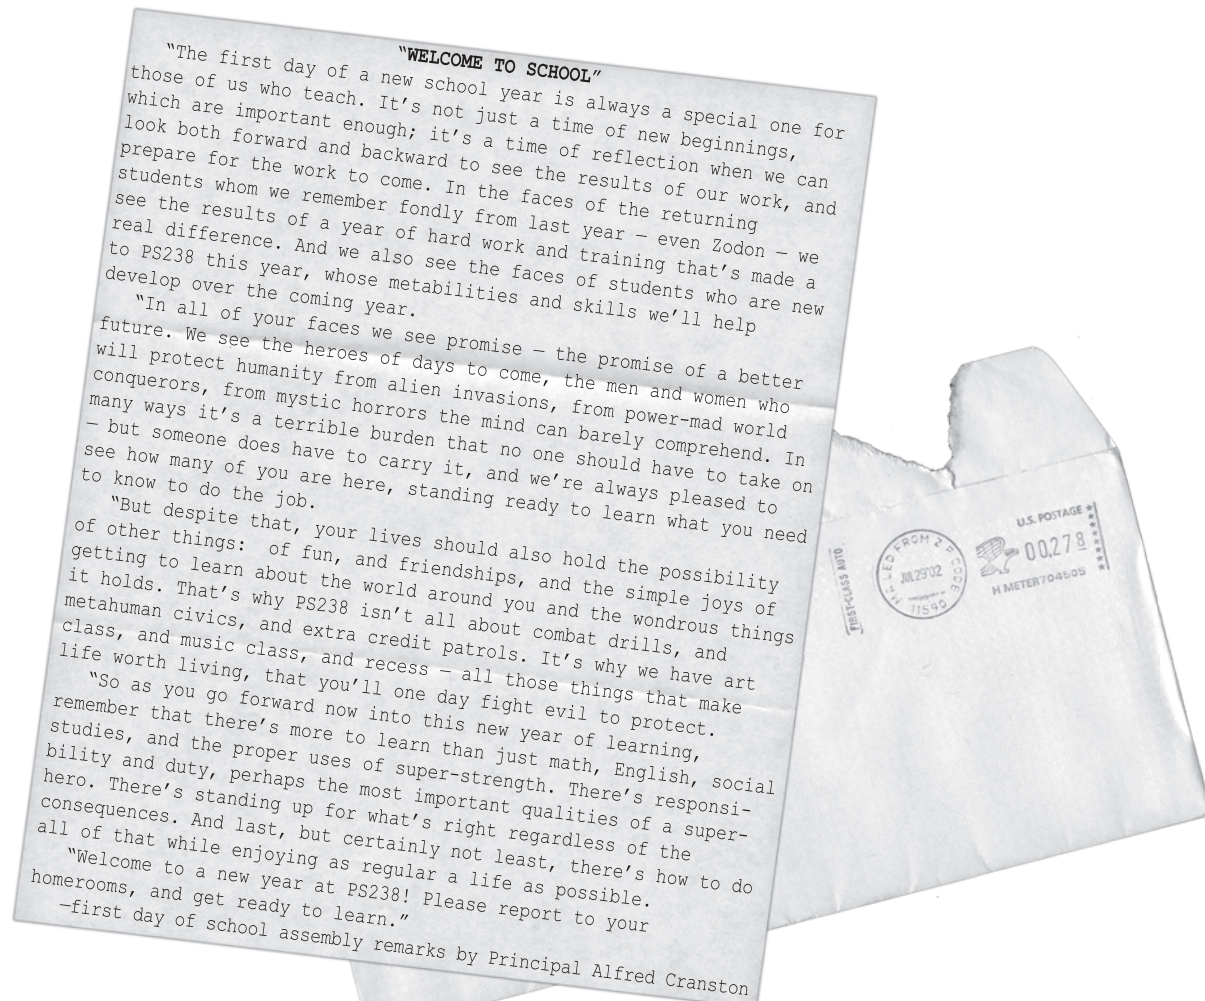 “WELCOME TO SCHOOL”
“The first day of a new school year is always a special one for
those of us who teach. It’s not just a time of new beginnings,
which are important enough; it’s a time of reflection when we can
look both forward and backward to see the results of our work, and
prepare for the work to come. In the faces of the returning
students whom we remember fondly from last year — even Zodon — we
see the results of a year of hard work and training that’s made a
real difference. And we also see the faces of students who are new
to PS238 this year, whose metabilities and skills we’ll help
develop over the coming year.
“In all of your faces we see promise — the promise of a better
future. We see the heroes of days to come, the men and women who
will protect humanity from alien invasions, from power-mad world
conquerors, from mystic horrors the mind can barely comprehend. In
many ways it’s a terrible burden that no one should have to take on
— but someone does have to carry it, and we’re always pleased to
see how many of you are here, standing ready to learn what you need
to know to do the job.
“But despite that, your lives should also hold the possibility
of other things:  of fun, and friendships, and the simple joys of
getting to learn about the world around you and the wondrous things
it holds. That’s why PS238 isn’t all about combat drills, and
metahuman civics, and extra credit patrols. It’s why we have art
class, and music class, and recess — all those things that make
life worth living, that you’ll one day fight evil to protect.
“So as you go forward now into this new year of learning,
remember that there’s more to learn than just math, English, social
studies, and the proper uses of super-strength. There’s responsi-
bility and duty, perhaps the most important qualities of a super-
hero. There’s standing up for what’s right regardless of the
consequences. And last, but certainly not least, there’s how to do
all of that while enjoying as regular a life as possible.
“Welcome to a new year at PS238! Please report to your
homerooms, and get ready to learn.”
—first day of school assembly remarks by Principal Alfred Cranston
FIRST-CLASS AUTO.
MAILED FROM ZIP CODE
JUL 29'02
11590
U.S. POSTAGE
00.278
H METER 704505